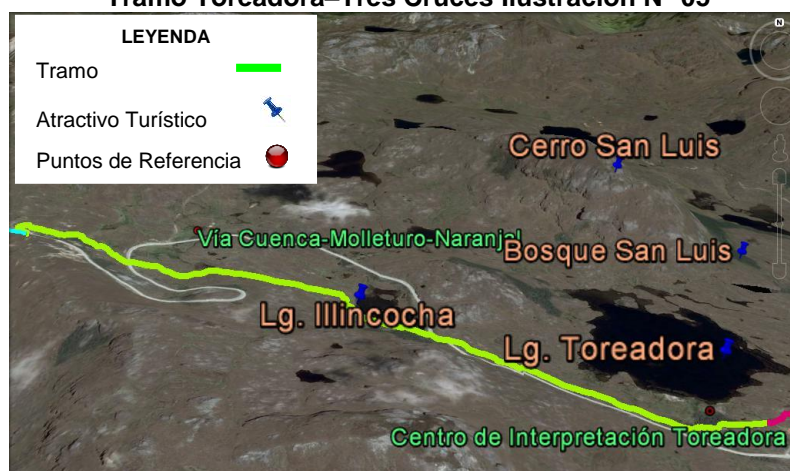 Tramo Toreadora–Tres Cruces Ilustración N° 05
LEYENDA
Tramo
Atractivo Turístico
Puntos de Referencia
N
Cerro San Luis
Vía Cuenca-Molleturo-Naranjal
Bosque San Luis
Lg. Illincocha
Lg. Toreadora
Centro de Interpretación Toreadora